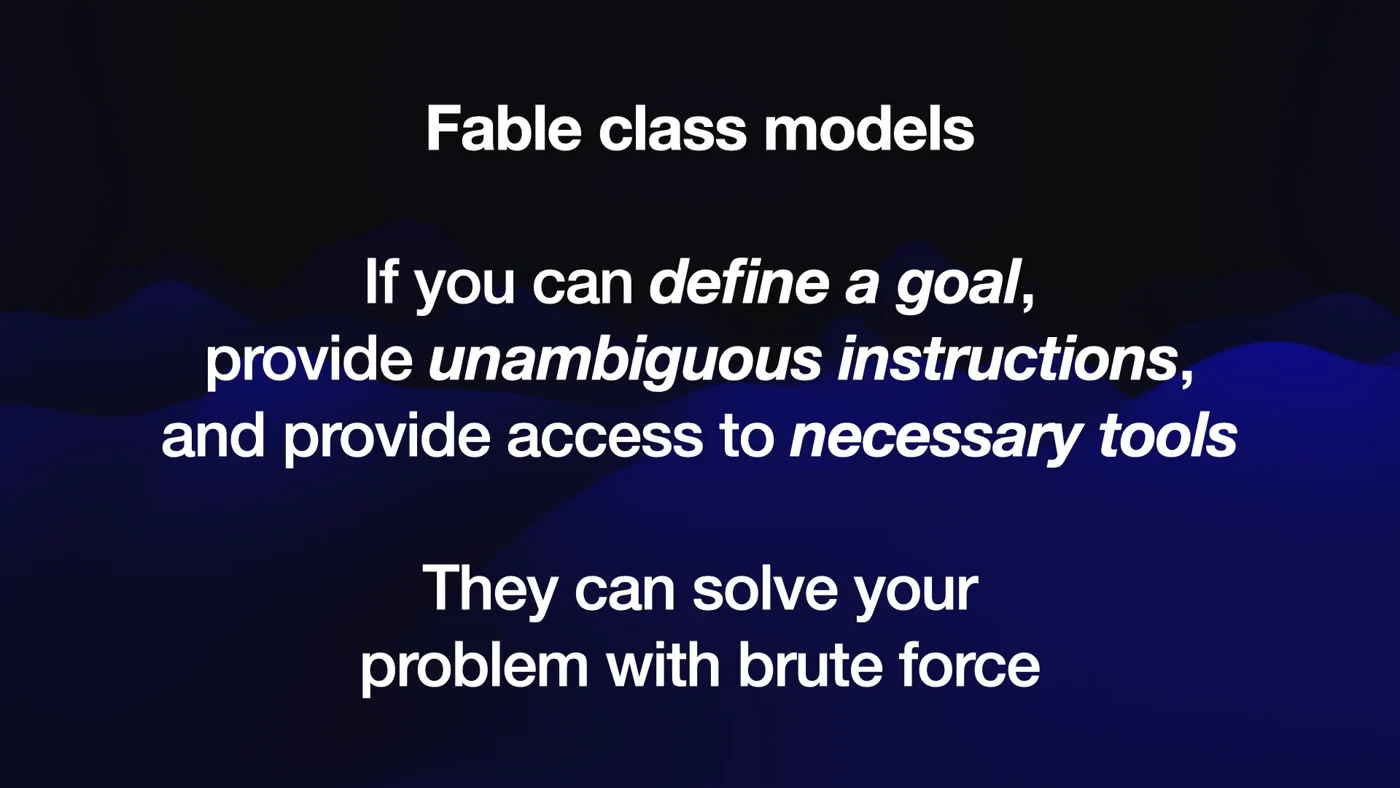 Fable class models
If you can define a goal,
provide unambiguous instructions,
and provide access to necessary tools
They can solve your
problem with brute force